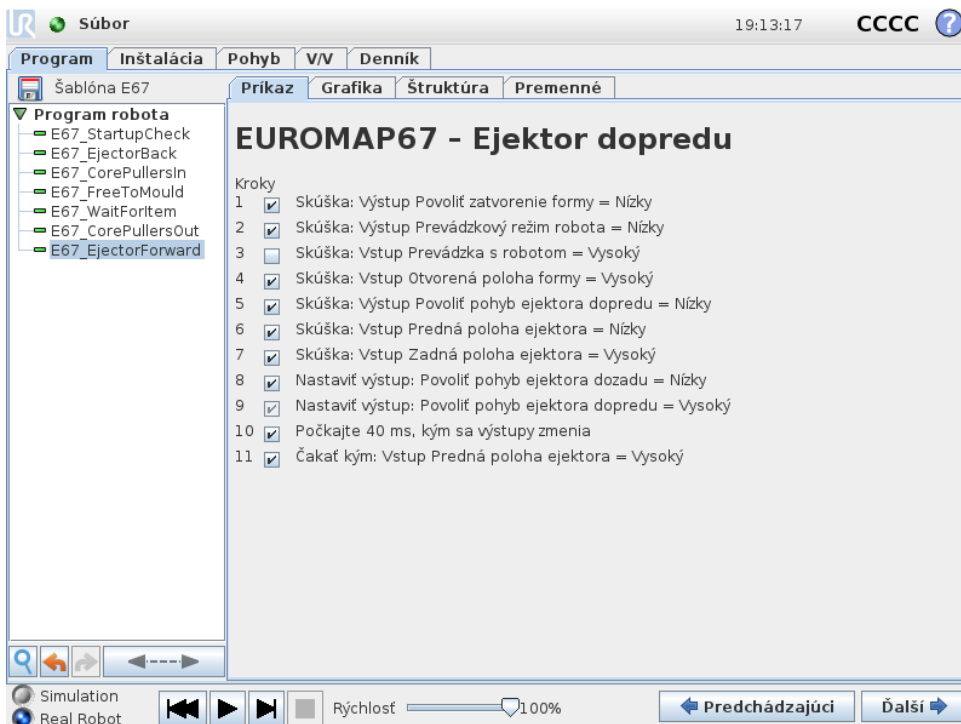 UR Súbor 19:13:17 CCCC ?
Program Inštalácia Pohyb V/V Denník
Šablóna E67
Príkaz Grafika Štruktúra Premenné
Program robota
E67_StartupCheck
E67_EjectorBack
E67_CorePullersIn
E67_FreeToMould
E67_WaitForItem
E67_CorePullersOut
E67_EjectorForward
EUROMAP67 – Ejektor dopredu
Kroky
1 Skúška: Výstup Povoliť zatvorenie formy = Nízky
2 Skúška: Výstup Prevádzkový režim robota = Nízky
3 Skúška: Vstup Prevádzka s robotom = Vysoký
4 Skúška: Vstup Otvorená poloha formy = Vysoký
5 Skúška: Výstup Povoliť pohyb ejektora dopredu = Nízky
6 Skúška: Vstup Predná poloha ejektora = Nízky
7 Skúška: Vstup Zadná poloha ejektora = Vysoký
8 Nastaviť výstup: Povoliť pohyb ejektora dozadu = Nízky
9 Nastaviť výstup: Povoliť pohyb ejektora dopredu = Vysoký
10 Počkajte 40 ms, kým sa výstupy zmenia
11 Čakať kým: Vstup Predná poloha ejektora = Vysoký
Simulation
Real Robot
Rýchlosť 100%
Predchádzajúci
Ďalší